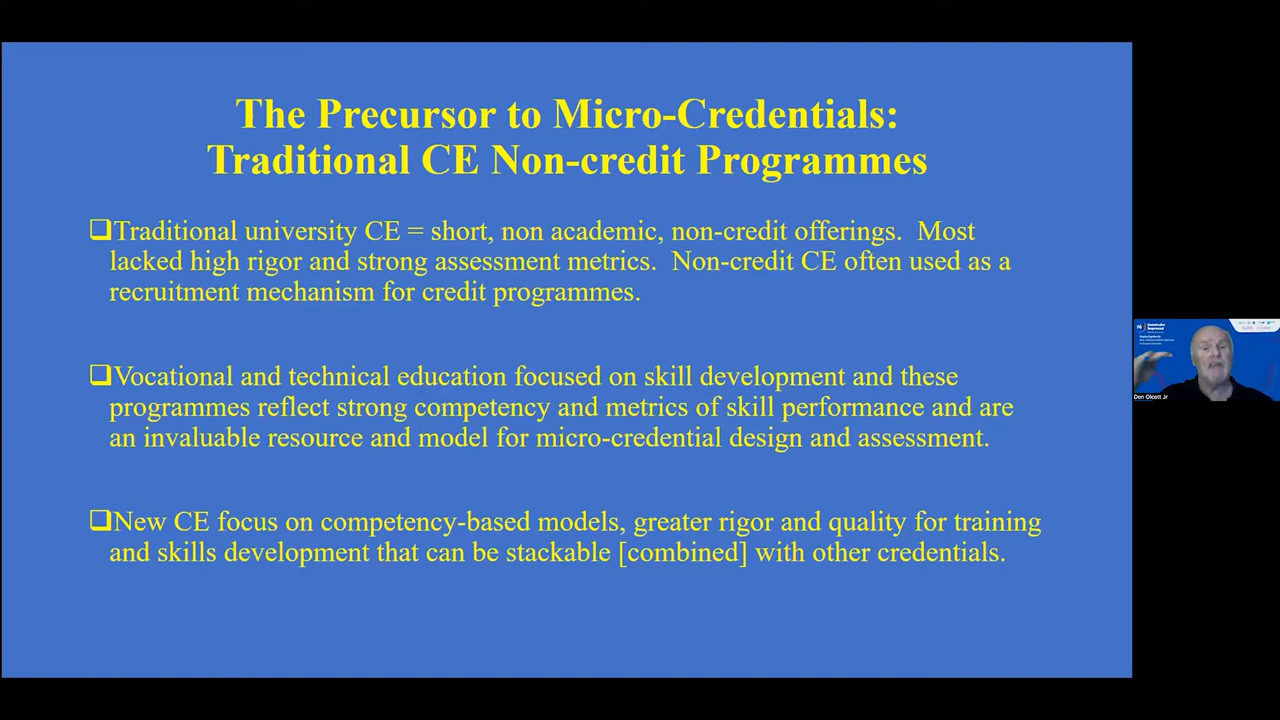 The Precursor to Micro-Credentials:
Traditional CE Non-credit Programmes
❑Traditional university CE = short, non academic, non-credit offerings. Most
lacked high rigor and strong assessment metrics. Non-credit CE often used as a
recruitment mechanism for credit programmes.
❑Vocational and technical education focused on skill development and these
programmes reflect strong competency and metrics of skill performance and are
an invaluable resource and model for micro-credential design and assessment.
❑New CE focus on competency-based models, greater rigor and quality for training
and skills development that can be stackable [combined] with other credentials.
Don Olcott Jr